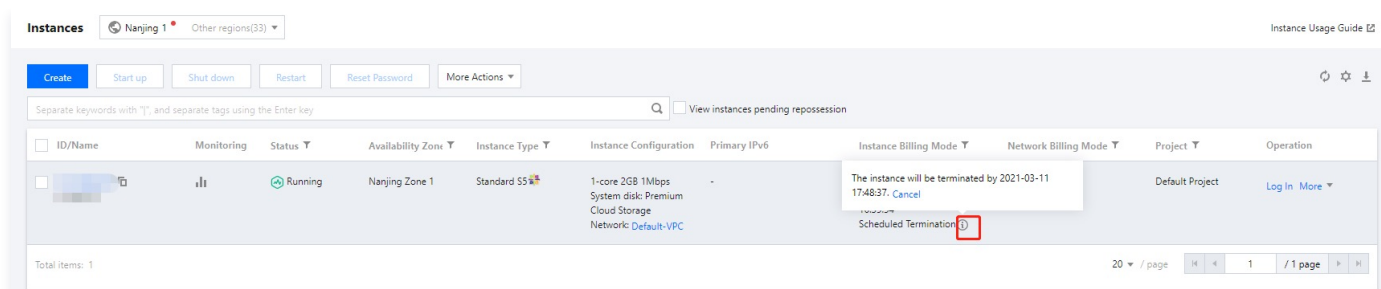 Instances
Nanjing 1
Other regions(33)
Instance Usage Guide
Create
Start up
Shut down
Restart
Reset Password
More Actions
Separate keywords with "|", and separate tags using the Enter key
View instances pending repossession
ID/Name
Monitoring
Status
Availability Zone
Instance Type
Instance Configuration
Primary IPv6
Instance Billing Mode
Network Billing Mode
Project
Operation
Running
Nanjing Zone 1
Standard S5
1-core 2GB 1Mbps
System disk: Premium
Cloud Storage
Network: Default-VPC
-
The instance will be terminated by 2021-03-11
17:48:37. Cancel
Scheduled Termination
Default Project
Log In More
Total items: 1
20 / page
1
/ 1 page